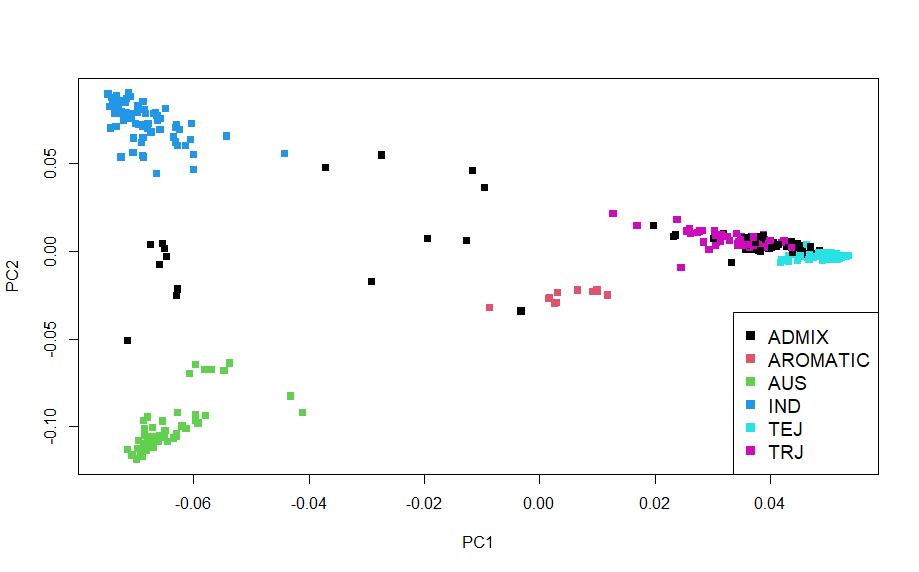 0.05
0.00
-0.05
-0.10
PC2
-0.06
-0.04
-0.02
0.00
0.02
0.04
PC1
ADMIX
AROMATIC
AUS
IND
TEJ
TRJ